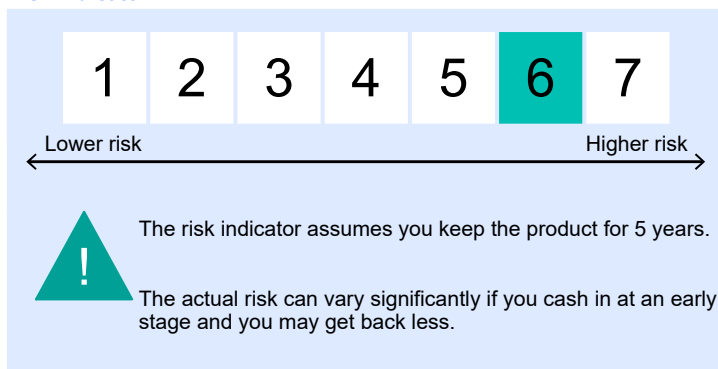 1 2 3 4 5 6 7
Lower risk Higher risk
!
The risk indicator assumes you keep the product for 5 years.
The actual risk can vary significantly if you cash in at an early
stage and you may get back less.